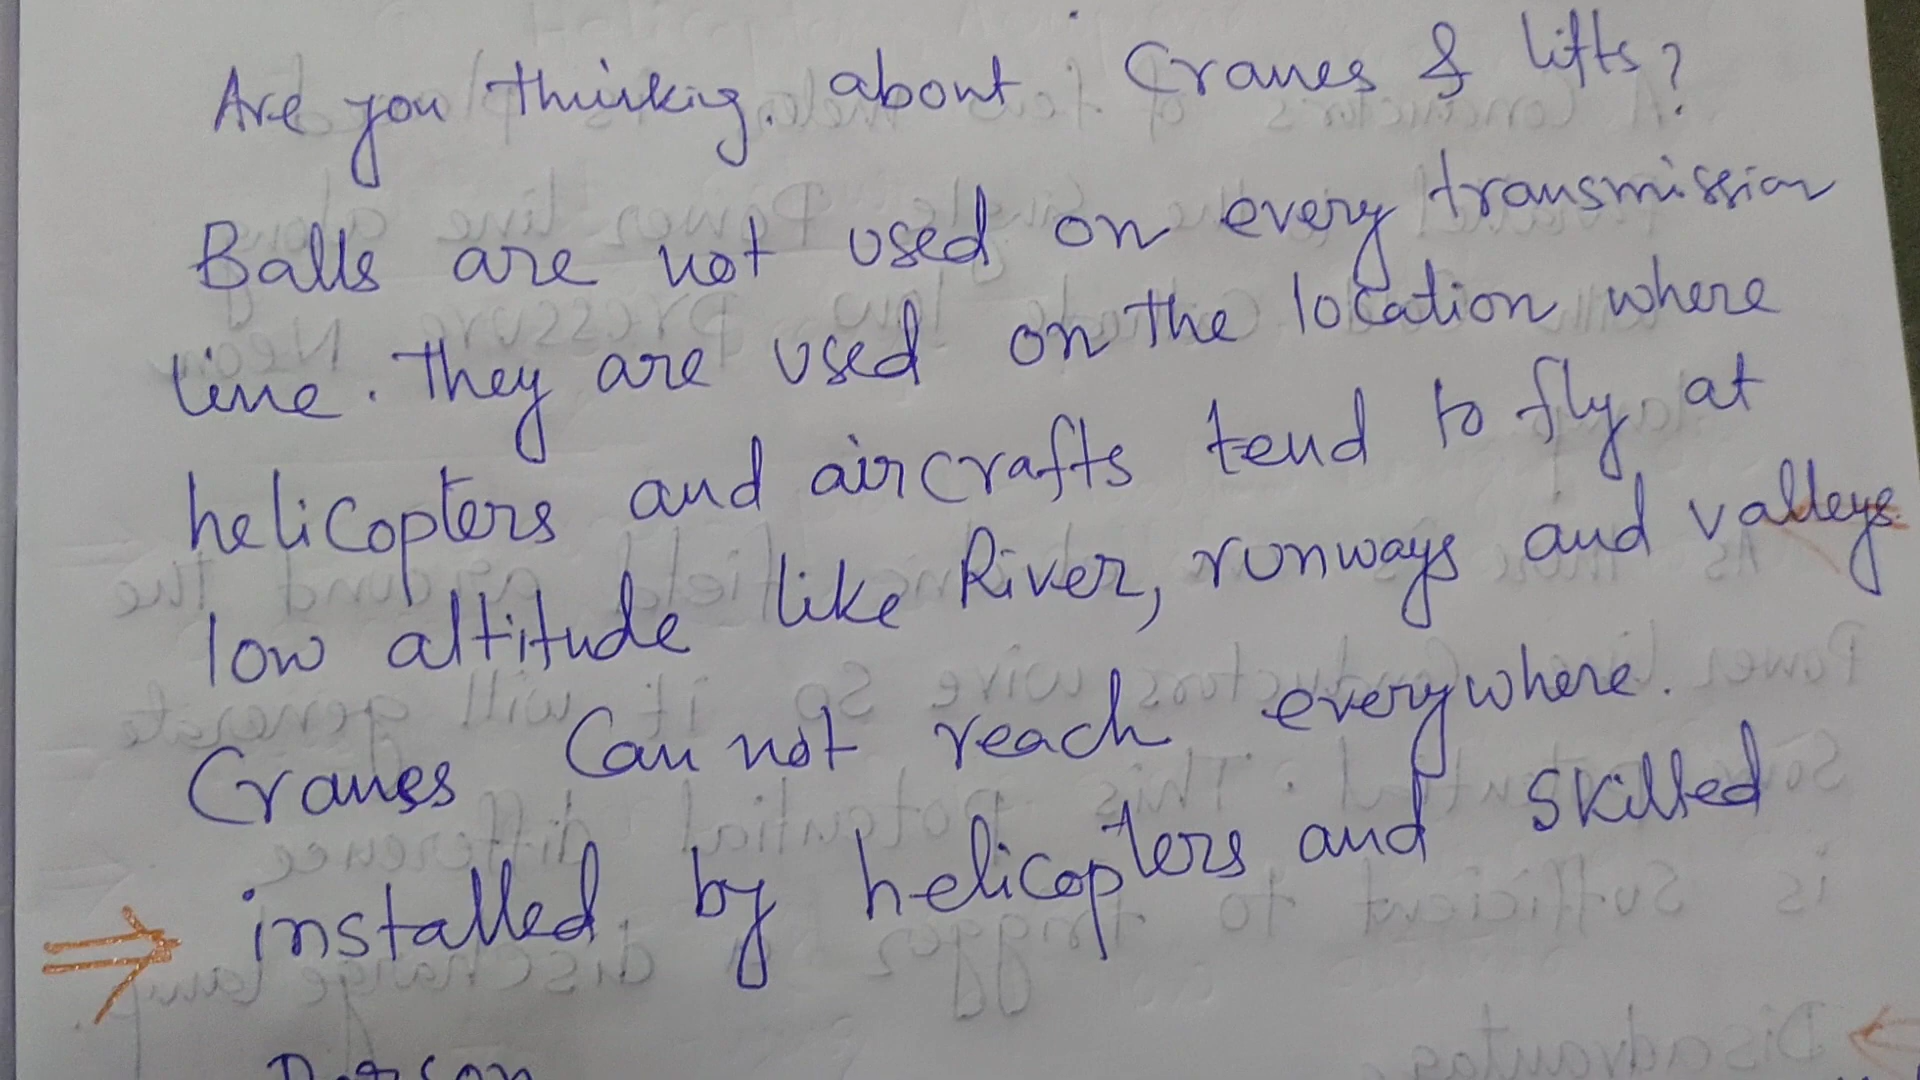 Are you thinking about Cranes & lifts?
Balls are not used on every transmission
line. They are used on the location where
helicopters and aircrafts tend to fly at
low altitude like River, runways and valleys.
Cranes Can not reach everywhere.
⇒ installed by helicopters and skilled
Person